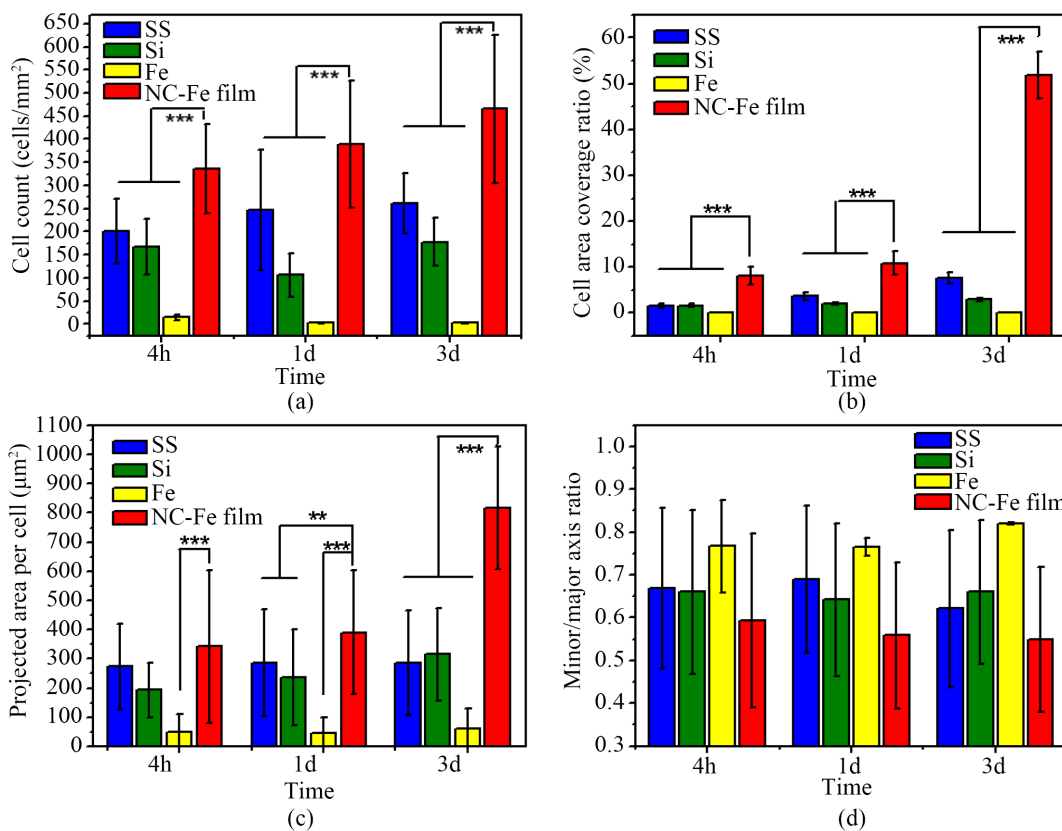 Cell count (cells/mm²)
650
600
550
500
450
400
350
300
250
200
150
100
50
0
SS
Si
Fe
NC-Fe film
***
***
***
4h
1d
3d
Time
(a)
Cell area coverage ratio (%)
60
50
40
30
20
10
0
SS
Si
Fe
NC-Fe film
***
***
***
4h
1d
3d
Time
(b)
Projected area per cell (μm²)
1100
1000
900
800
700
600
500
400
300
200
100
0
SS
Si
Fe
NC-Fe film
***
**
***
***
4h
1d
3d
Time
(c)
Minor/major axis ratio
1.0
0.9
0.8
0.7
0.6
0.5
0.4
0.3
SS
Si
Fe
NC-Fe film
4h
1d
3d
Time
(d)